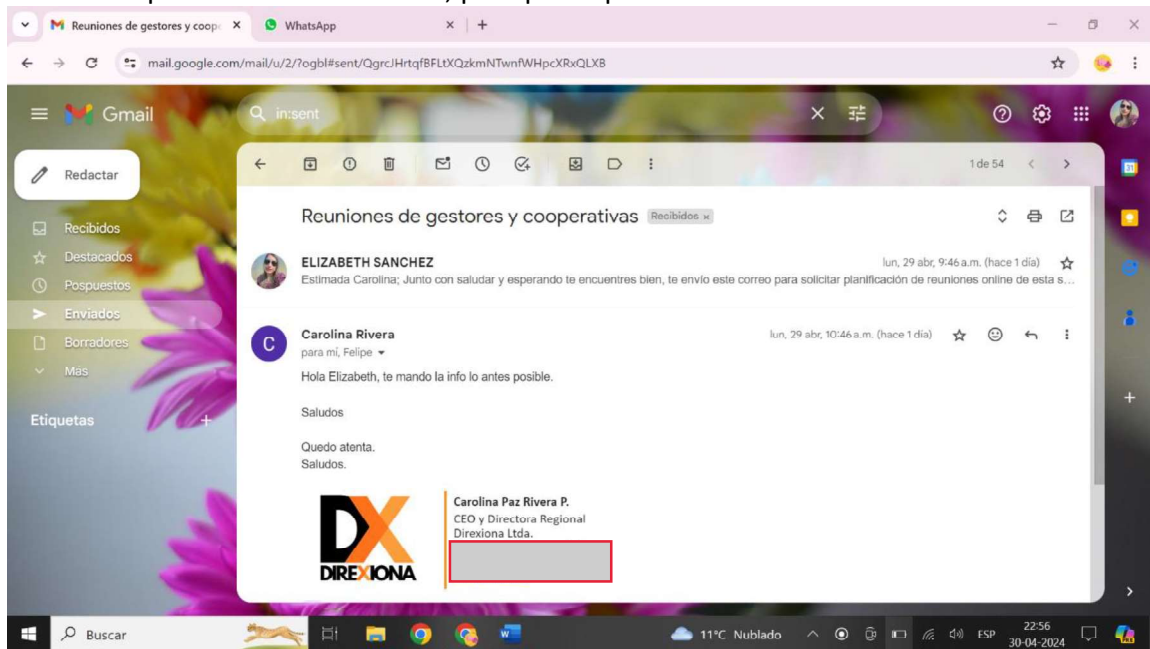 Reuniones de gestores y coop
WhatsApp
mail.google.com/mail/u/2/?ogbl#sent/QgrcJHrtqfBFLtXQzkmNTwnfWHpcXRxQLXB
Gmail
in:sent
Redactar
1 de 54
Recibidos
Destacados
Pospuestos
Enviados
Borradores
Más
Etiquetas
Reuniones de gestores y cooperativas Recibidos x
ELIZABETH SANCHEZ
lun, 29 abr, 9:46 a.m. (hace 1 día)
Estimada Carolina; Junto con saludar y esperando te encuentres bien, te envío este correo para solicitar planificación de reuniones online de esta s…
Carolina Rivera
lun, 29 abr, 10:46 a.m. (hace 1 día)
para mí, Felipe
Hola Elizabeth, te mando la info lo antes posible.
Saludos
Quedo atenta.
Saludos.
DX
DIREXIONA
Carolina Paz Rivera P.
CEO y Directora Regional
Direxiona Ltda.
Buscar
11°C Nublado
ESP
22:56
30-04-2024